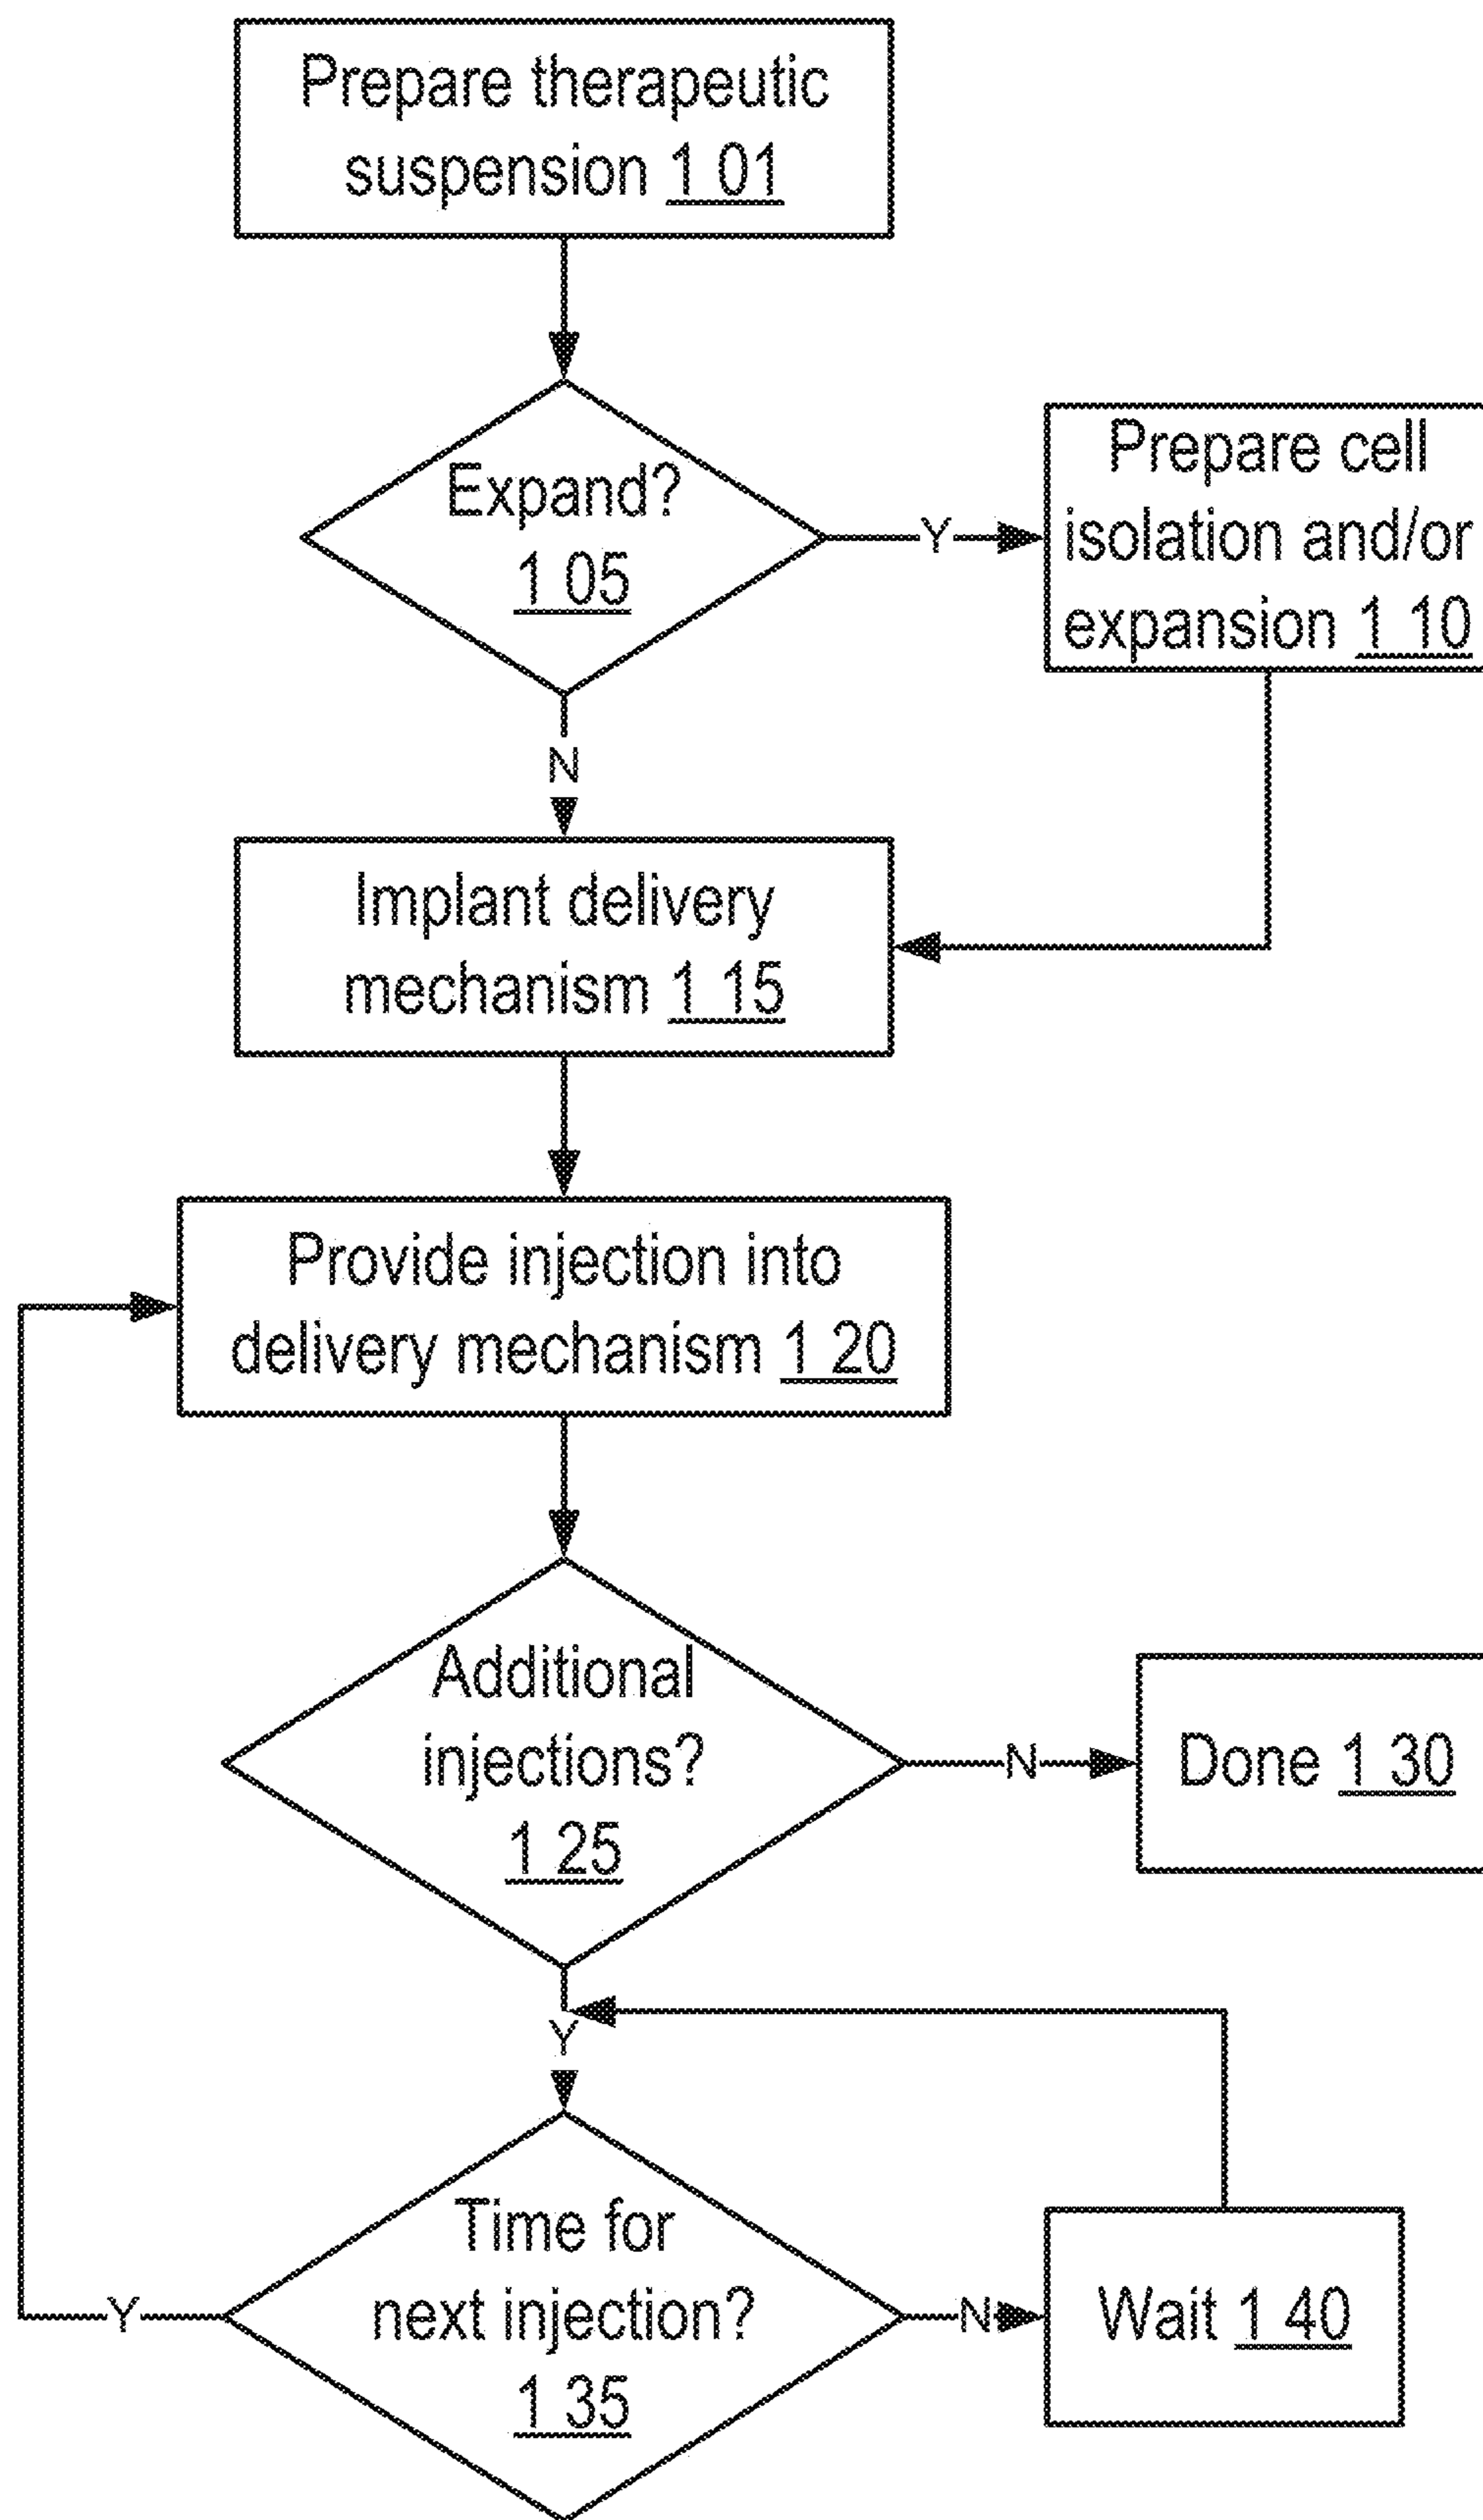 Prepare therapeutic
suspension 1 01
Expand?
1 05
Y
Prepare cell
isolation and/or
expansion 1 10
N
Implant delivery
mechanism 1 15
Provide injection into
delivery mechanism 1 20
Additional
injections?
1 25
N
Done 1 30
Y
Time for
next injection?
1 35
Y
N
Wait 1 40